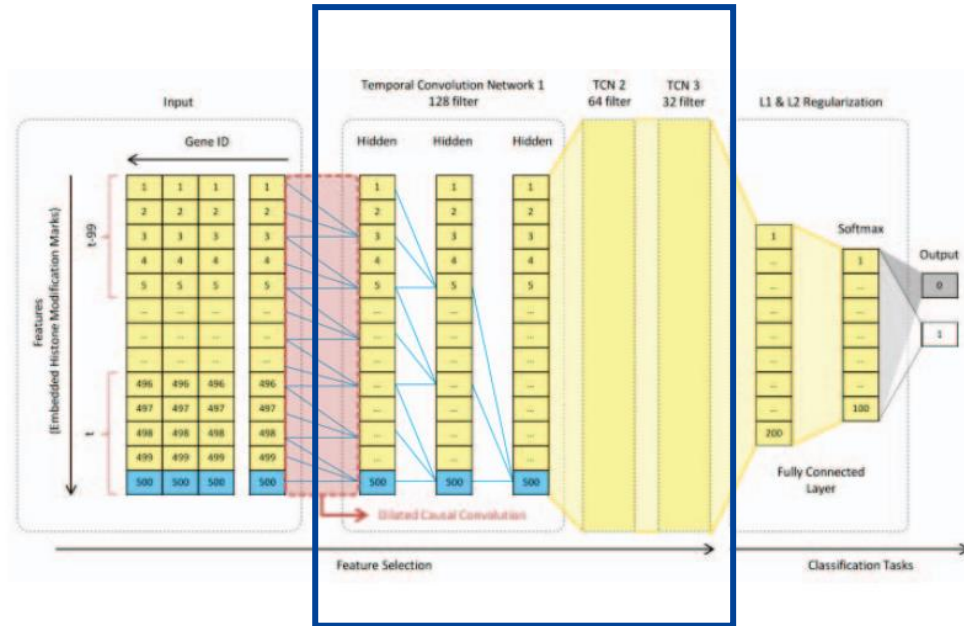 Input
Temporal Convolution Network 1
128 filter
TCN 2
64 filter
TCN 3
32 filter
L1 & L2 Regularization
Gene ID
Hidden Hidden Hidden
Features
[Embedded Histone Modification Marks)
t-99
t
1 1 1 1 1 1 1
2 2 2 2 2 2 2
3 3 3 3 3 3 3
4 4 4 4 4 4 4
5 5 5 5 5 5 5
... ... ... ... ... ... ...
... ... ... ... ... ... ...
... ... ... ... ... ... ...
496 496 496 496 ... ... ...
497 497 497 497 ... ... ...
498 498 498 498 ... ... ...
499 499 499 499 ... ... ...
500 500 500 500 500 500 500
Dilated Causal Convolution
1
...
...
...
...
...
...
...
200
Fully Connected
Layer
Softmax
1
...
...
...
...
...
100
Output
0
1
Feature Selection
Classification Tasks